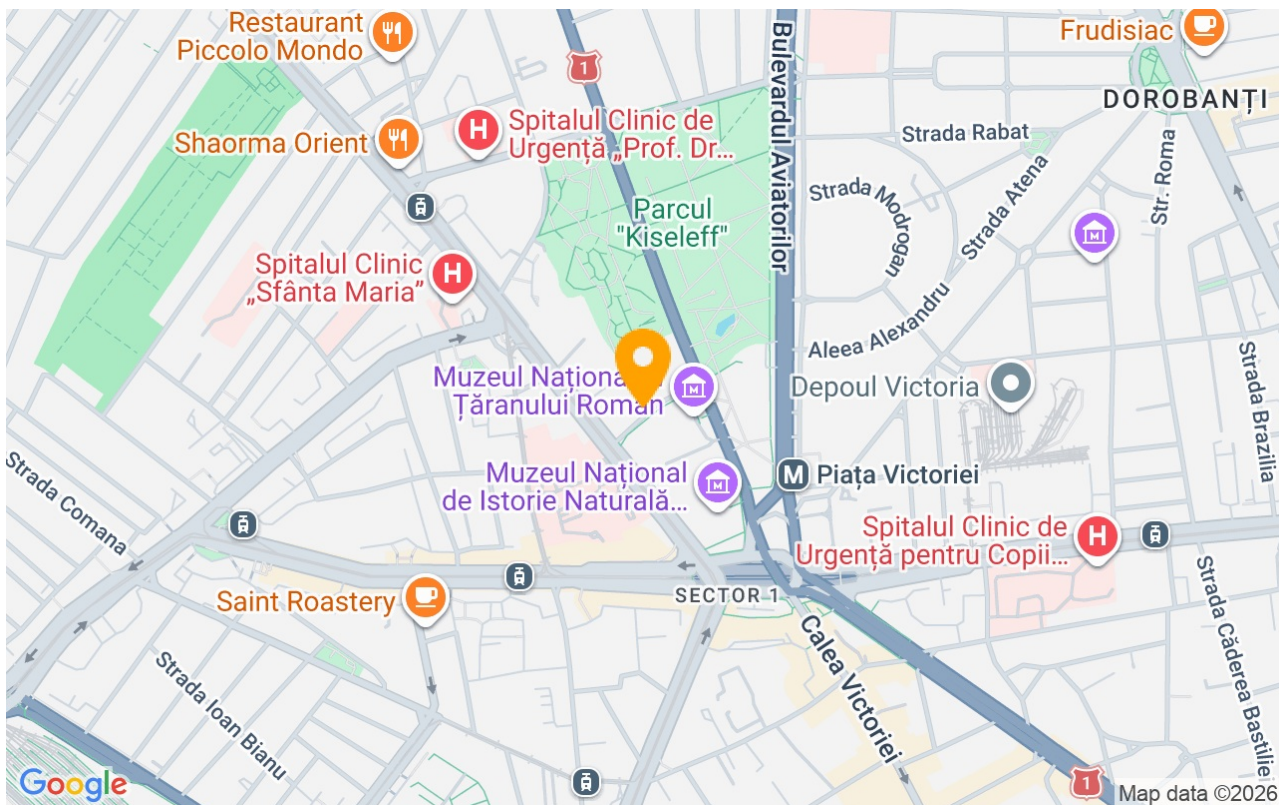 Restaurant
Piccolo Mondo
1
Frudisiac
DOROBANȚI
Bulevardul Aviatorilor
Spitalul Clinic de
Urgență „Prof. Dr...
Shaorma Orient
Strada Rabat
Strada Atena
Str. Roma
Strada Modrogan
Parcul
"Kiseleff"
Spitalul Clinic
„Sfânta Maria”
Aleea Alexandru
Muzeul Național
Țăranului Român
Depoul Victoria
Strada Brazilia
Muzeul Național
de Istorie Naturală...
M Piața Victoriei
Strada Comana
Spitalul Clinic de
Urgență pentru Copii...
SECTOR 1
Saint Roastery
Calea Victoriei
Strada Căderea Bastiliei
Strada Ioan Bianu
1
Google
Map data ©2026